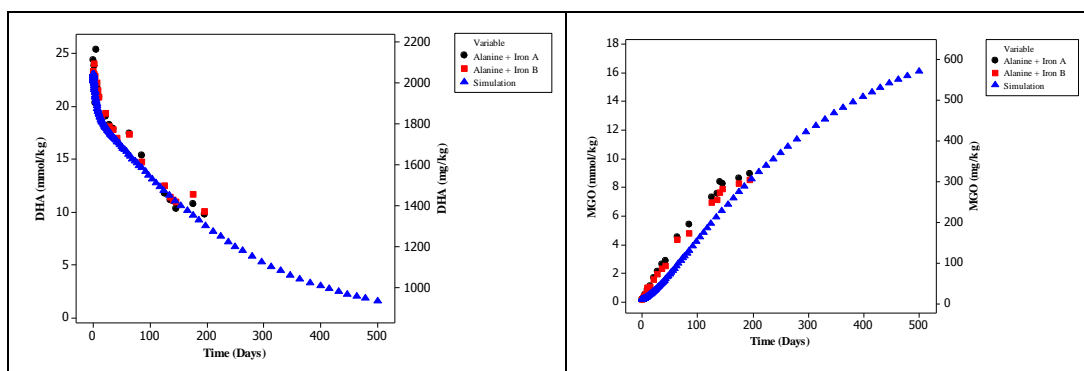 Variable
Alanine + Iron A
Alanine + Iron B
Simulation
25
20
15
10
5
0
DHA (mmol/kg)
2200
2000
1800
1600
1400
1200
1000
DHA (mg/kg)
0 100 200 300 400 500
Time (Days)
Variable
Alanine + Iron A
Alanine + Iron B
Simulation
18
16
14
12
10
8
6
4
2
0
MGO (mmol/kg)
600
500
400
300
200
100
0
MGO (mg/kg)
0 100 200 300 400 500
Time (Days)